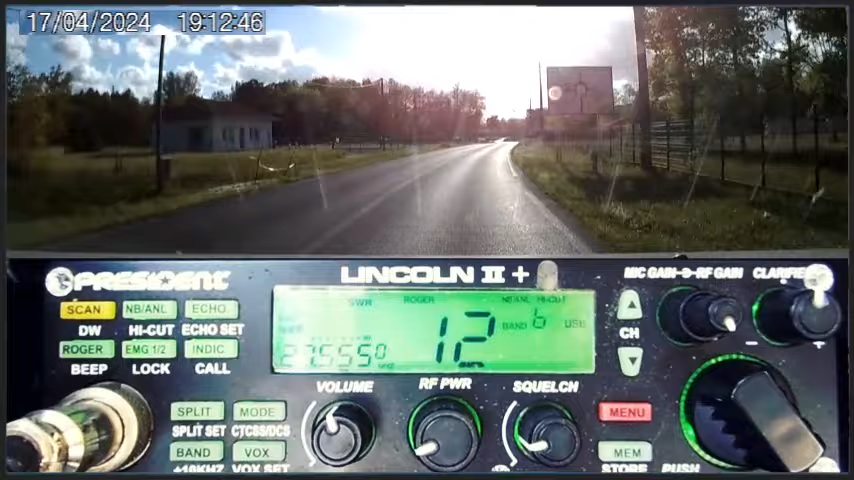 17/04/2024 19:12:46
PRESIDENT
LINCOLN II +
MIC GAIN RF GAIN CLARIFIE
SCAN NB/ANL ECHO
DW HI-CUT ECHO SET
ROGER EMG 1/2 INDIC
BEEP LOCK CALL
SWR ROGER NB/ANL HI-CUT
12 BAND 6 USB
27.5550
CH
VOLUME RF PWR SQUELCH
SPLIT MODE
SPLIT SET CTCSS/DCS
BAND VOX
+10KHZ VOX SET
MENU
MEM
STORE PUSH
- +